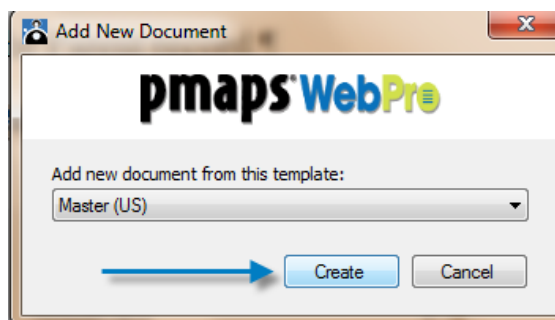 Add New Document
pmaps WebPro
Add new document from this template:
Master (US)
Create Cancel